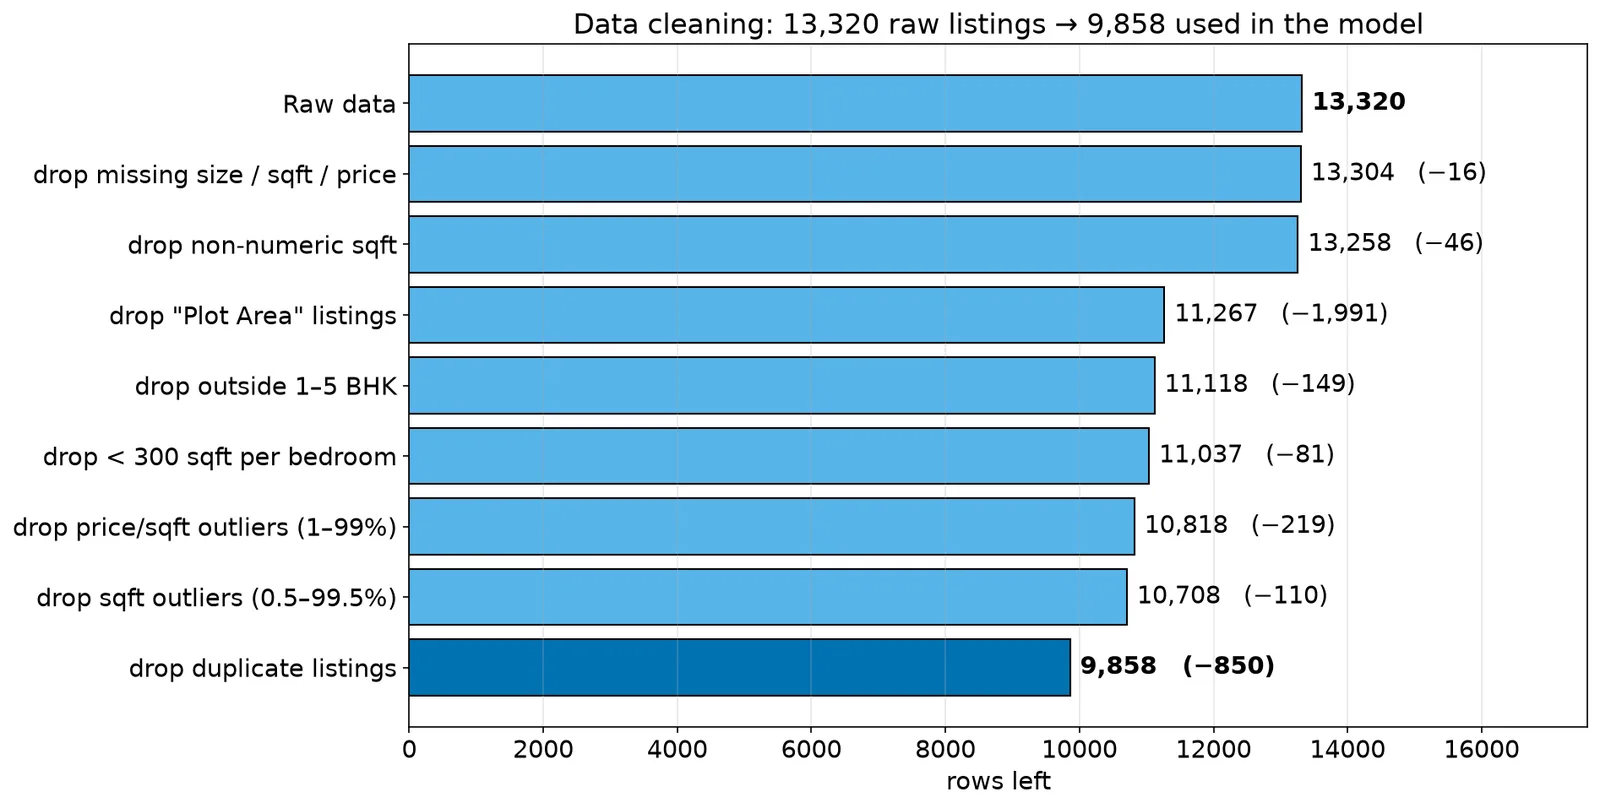 Data cleaning: 13,320 raw listings → 9,858 used in the model
Raw data 13,320
drop missing size / sqft / price 13,304 (−16)
drop non-numeric sqft 13,258 (−46)
drop "Plot Area" listings 11,267 (−1,991)
drop outside 1–5 BHK 11,118 (−149)
drop < 300 sqft per bedroom 11,037 (−81)
drop price/sqft outliers (1–99%) 10,818 (−219)
drop sqft outliers (0.5–99.5%) 10,708 (−110)
drop duplicate listings 9,858 (−850)
0 2000 4000 6000 8000 10000 12000 14000 16000
rows left